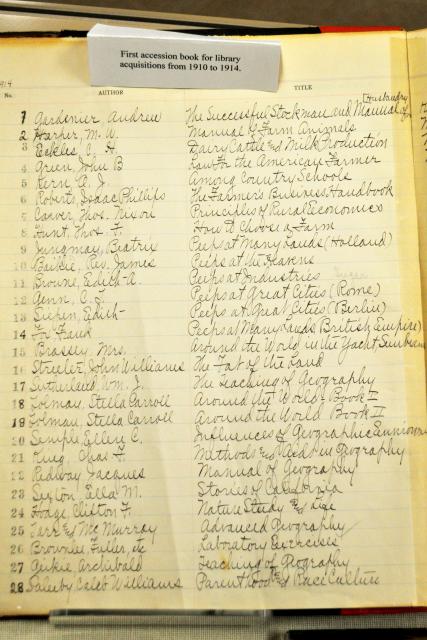 First accession book for library
acquisitions from 1910 to 1914.
1914
No. AUTHOR TITLE
Husbandry
1 Gardenier Andrew The Successful Stockman and Manual of
2 Harper, M. W. Manual of Farm Animals
3 Eckles, C. H. Dairy Cattle and Milk Production
4 Green, John B Law for the American Farmer
5 Kern, O. J. Among Country Schools
6 Roberts, Isaac Phillips The Farmer's Business Handbook
7 Carver, Thos. Nixon Principles of Rural Economics
8 Hunt, Thos. F. How to Choose a Farm
9 Jungman, Beatrix Peeps at Many Lands (Holland)
10 Baikie, Rev. James Peeps at the Heavens
11 Browne, Edith A. Peeps at Industries
12 Peeps at Great Cities (Rome)
13 Siepen, Edith Peeps at Great Cities (Berlin)
14 Peeps at Many Lands (British Empire)
15 Brassey, Mrs. Around the World in the Yacht Sunbeam
16 Streeter, John Williams The Fat of the Land
17 Sutherland, Wm. J. The Teaching of Geography
18 Tolman, Stella Carroll Around the World Book I
19 Tolman, Stella Carroll Around the World Book II
20 Semple, Ellen C. Influences of Geographic
21 Chas. Methods and Aids in Geography
22 Redway Jacques Manual of Geography
23 Sexton, Ella M. Stories of California
24 Hodge, Clifton F. Nature Study and Life
25 Tarr and McMurray Advanced Geography
26 Brownlee, Fuller, etc Laboratory Exercises
27 Geikie Archibald Teaching of Geography
28 Saleeby Caleb Williams Parenthood and Race Culture